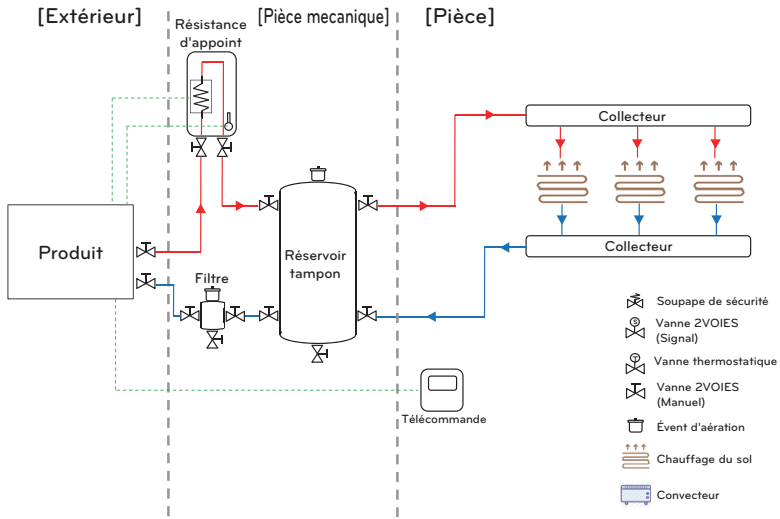 [Extérieur]
[Pièce mecanique]
[Pièce]
Résistance
d'appoint
Collecteur
Produit
Réservoir
tampon
Filtre
Collecteur
Télécommande
Soupape de sécurité
S
Vanne 2VOIES
(Signal)
T
Vanne thermostatique
Vanne 2VOIES
(Manuel)
Évent d'aération
Chauffage du sol
Convecteur